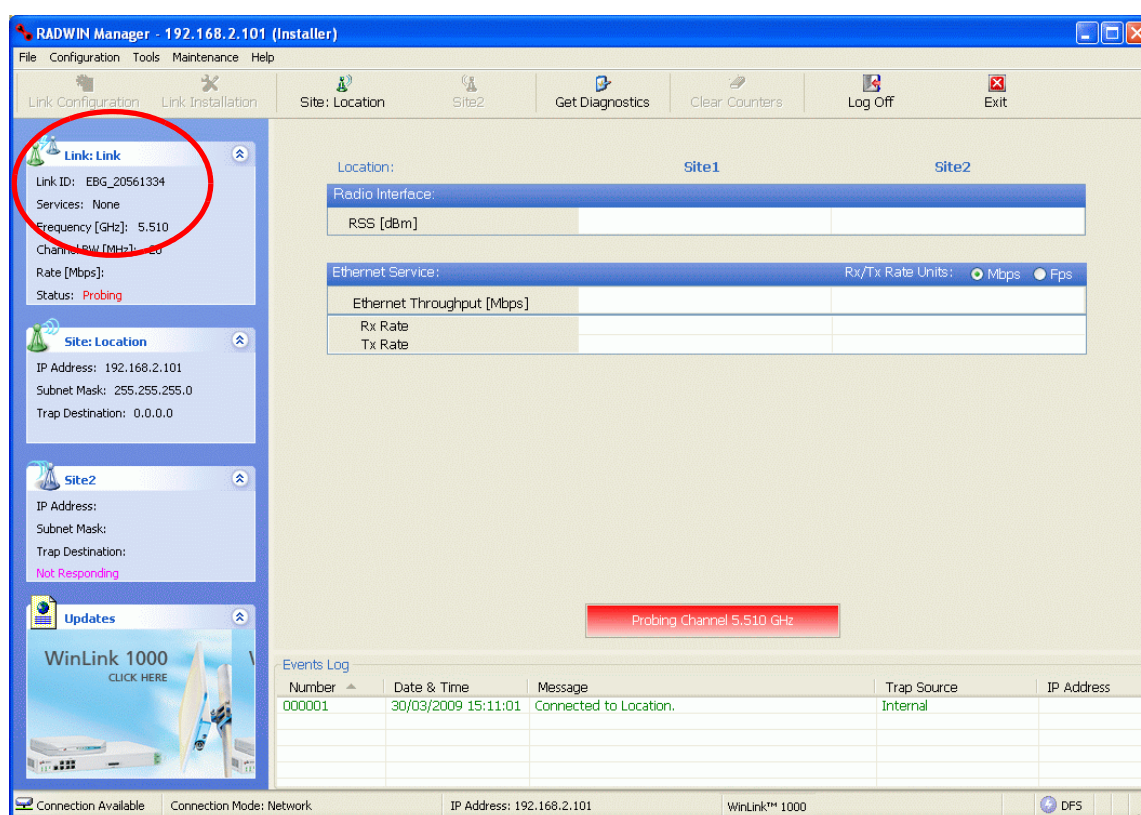 RADWIN Manager - 192.168.2.101 (Installer)
File Configuration Tools Maintenance Help
Link Configuration Link Installation Site: Location Site2 Get Diagnostics Clear Counters Log Off Exit
Link: Link
Link ID: EBG_20561334
Services: None
Frequency [GHz]: 5.510
Channel BW [MHz]: 20
Rate [Mbps]:
Status: Probing
Site: Location
IP Address: 192.168.2.101
Subnet Mask: 255.255.255.0
Trap Destination: 0.0.0.0
Site2
IP Address:
Subnet Mask:
Trap Destination:
Not Responding
Updates
WinLink 1000
CLICK HERE
Location: Site1 Site2
Radio Interface:
RSS [dBm]
Ethernet Service: Rx/Tx Rate Units: Mbps Fps
Ethernet Throughput [Mbps]
Rx Rate
Tx Rate
Probing Channel 5.510 GHz
Events Log
Number Date & Time Message Trap Source IP Address
000001 30/03/2009 15:11:01 Connected to Location. Internal
Connection Available Connection Mode: Network IP Address: 192.168.2.101 WinLink™ 1000 DFS